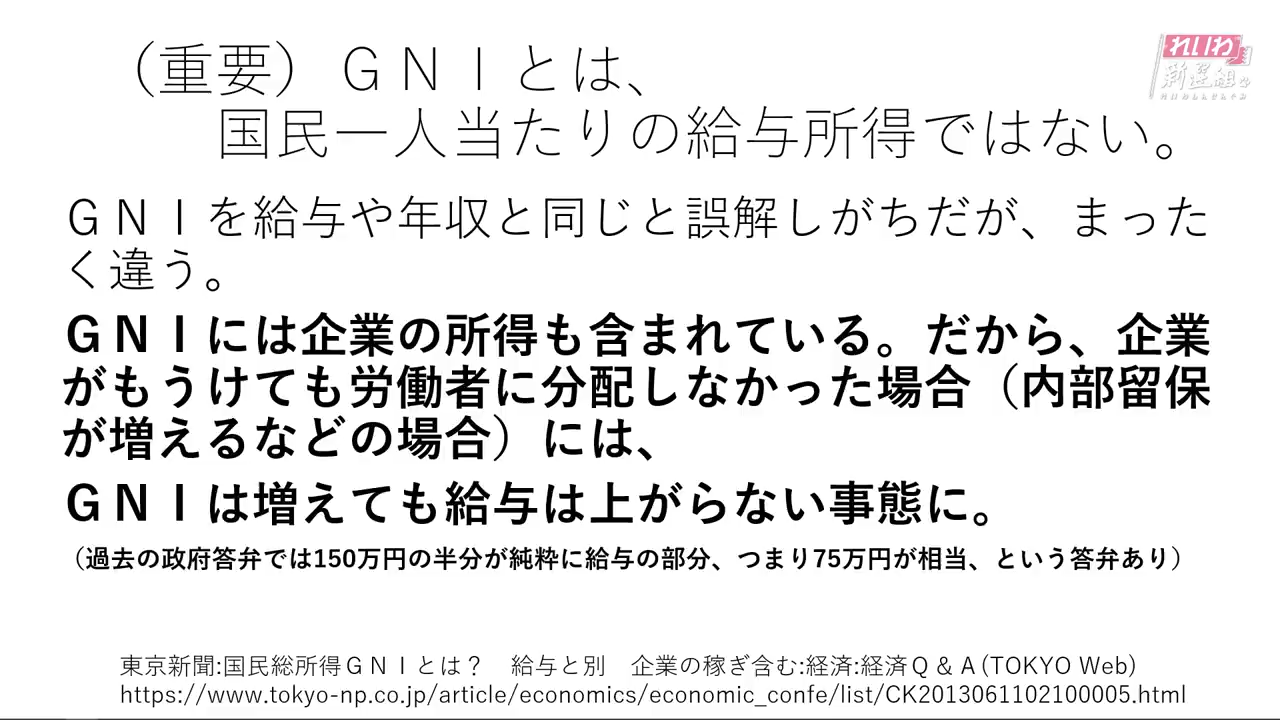 （重要）ＧＮＩとは、
国民一人当たりの給与所得ではない。
れいわ
新選組
れいわしんせんぐみ
ＧＮＩを給与や年収と同じと誤解しがちだが、まった
く違う。
ＧＮＩには企業の所得も含まれている。だから、企業
がもうけても労働者に分配しなかった場合（内部留保
が増えるなどの場合）には、
ＧＮＩは増えても給与は上がらない事態に。
（過去の政府答弁では150万円の半分が純粋に給与の部分、つまり75万円が相当、という答弁あり）
東京新聞:国民総所得ＧＮＩとは？　給与と別　企業の稼ぎ含む:経済:経済Ｑ＆Ａ(TOKYO Web)
https://www.tokyo-np.co.jp/article/economics/economic_confe/list/CK2013061102100005.html